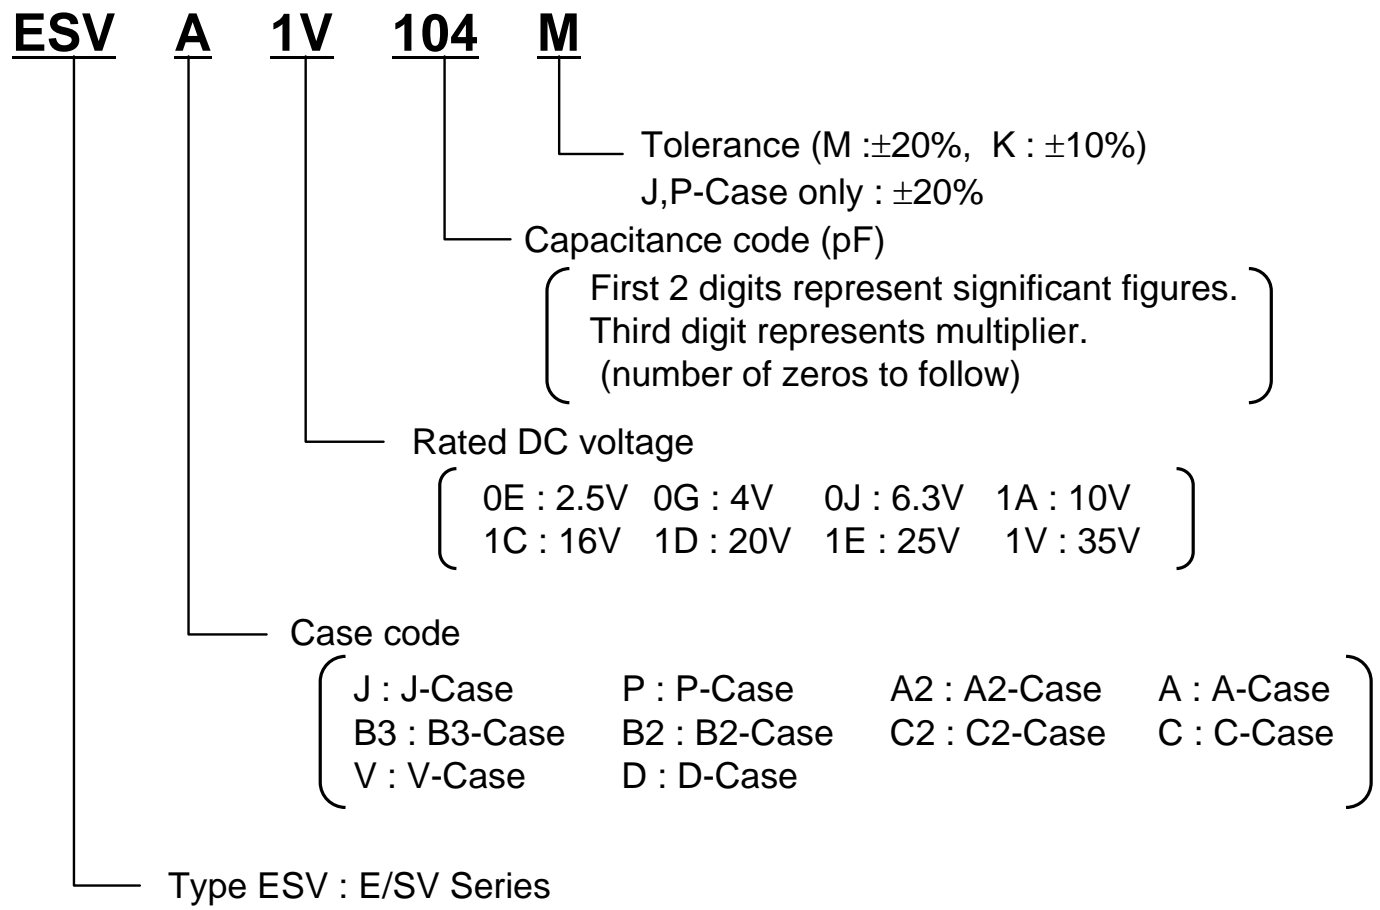 ESV A 1V 104 M
Tolerance (M :±20%, K : ±10%)
J,P-Case only : ±20%
Capacitance code (pF)
First 2 digits represent significant figures.
Third digit represents multiplier.
(number of zeros to follow)
Rated DC voltage
0E : 2.5V 0G : 4V 0J : 6.3V 1A : 10V
1C : 16V 1D : 20V 1E : 25V 1V : 35V
Case code
J : J-Case P : P-Case A2 : A2-Case A : A-Case
B3 : B3-Case B2 : B2-Case C2 : C2-Case C : C-Case
V : V-Case D : D-Case
Type ESV : E/SV Series